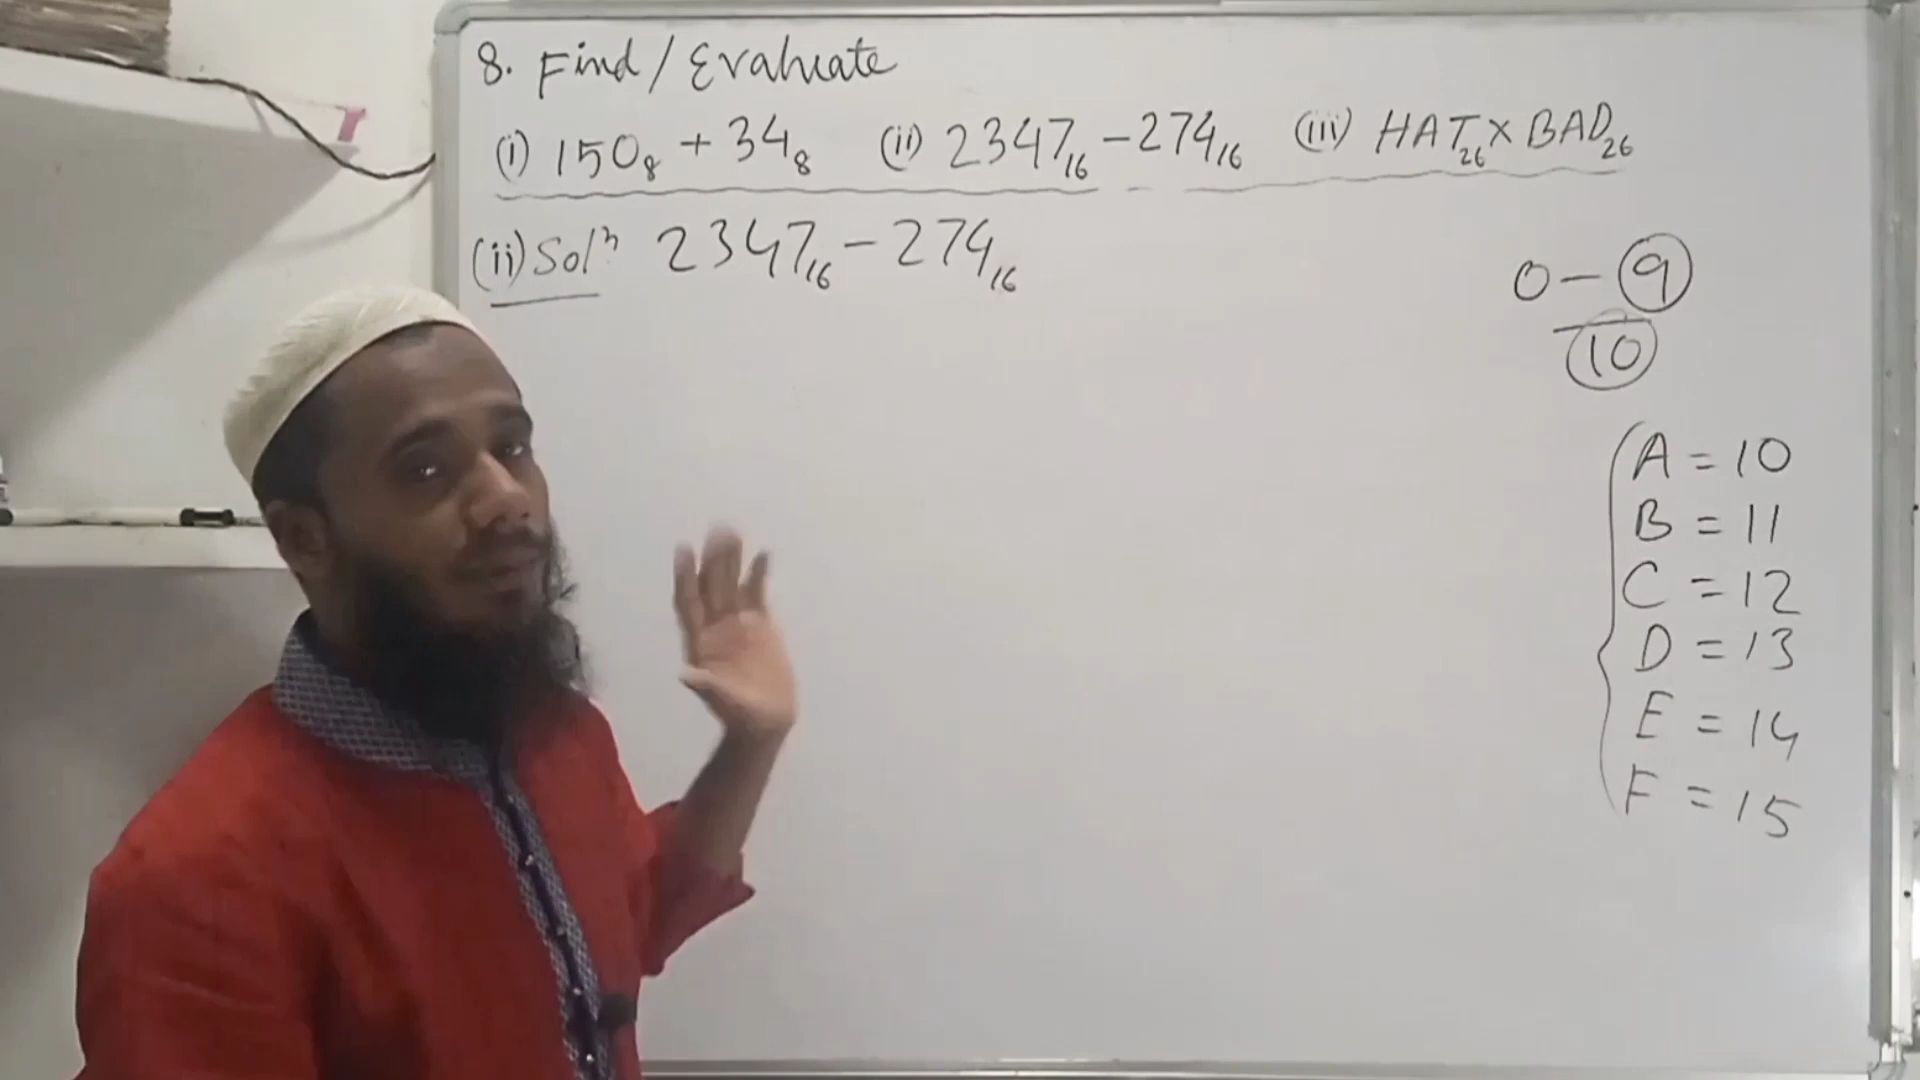 8. Find / Evaluate
(i) 150₈ + 34₈ (ii) 2347₁₆ - 274₁₆ (iii) HAT₂₆ × BAD₂₆
(ii) Solⁿ 2347₁₆ - 274₁₆
0 - 9
10
A = 10
B = 11
C = 12
D = 13
E = 14
F = 15